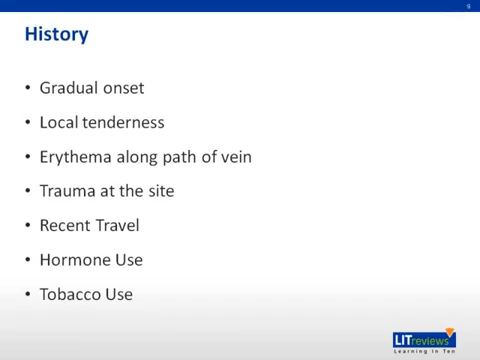 9
History
• Gradual onset
• Local tenderness
• Erythema along path of vein
• Trauma at the site
• Recent Travel
• Hormone Use
• Tobacco Use
LITreviews
Learning In Ten